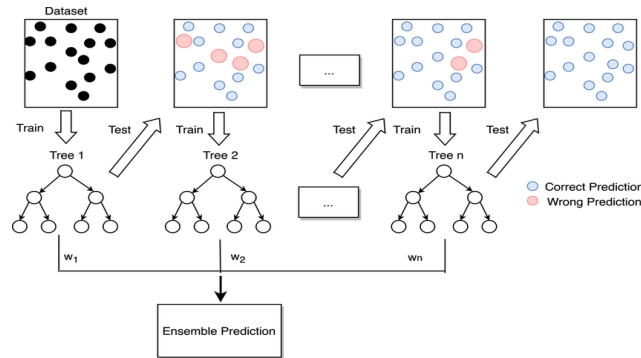 Dataset
...
Train
Test
Train
Test
Train
Test
Tree 1
Tree 2
Tree n
Correct Prediction
Wrong Prediction
...
w1
w2
wn
Ensemble Prediction